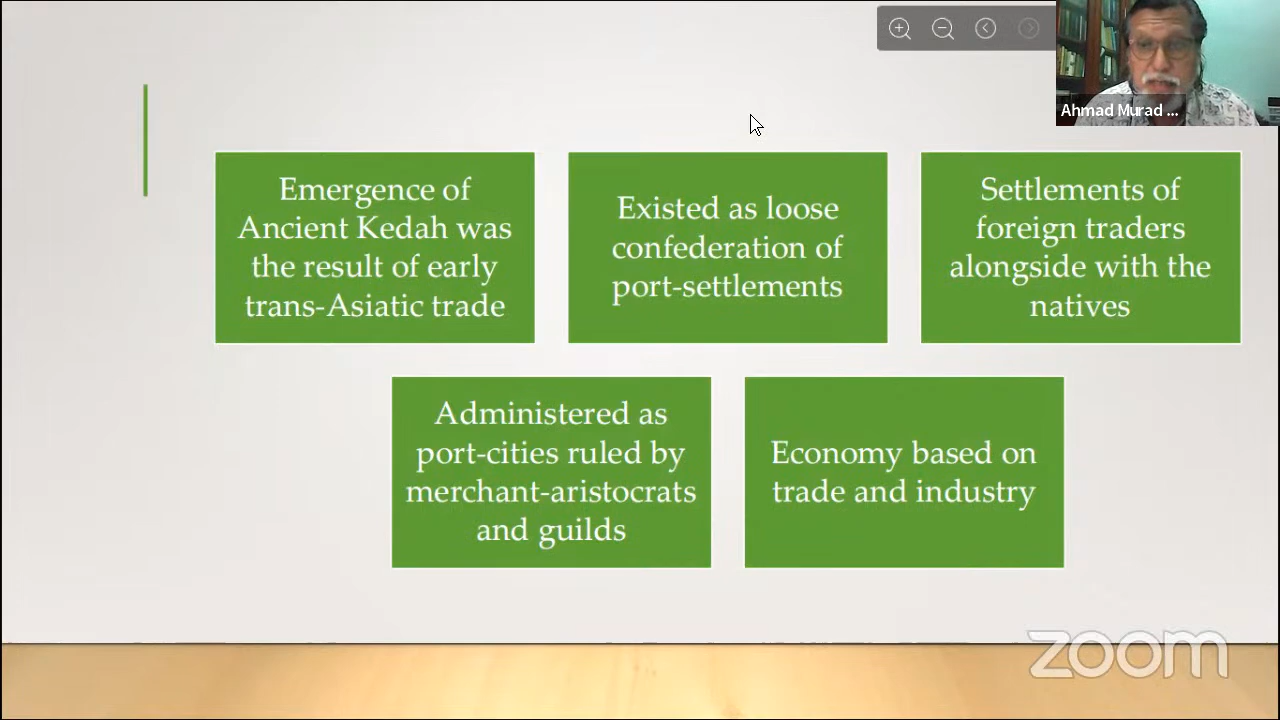 Ahmad Murad ...
Emergence of
Ancient Kedah was
the result of early
trans-Asiatic trade
Existed as loose
confederation of
port-settlements
Settlements of
foreign traders
alongside with the
natives
Administered as
port-cities ruled by
merchant-aristocrats
and guilds
Economy based on
trade and industry
zoom